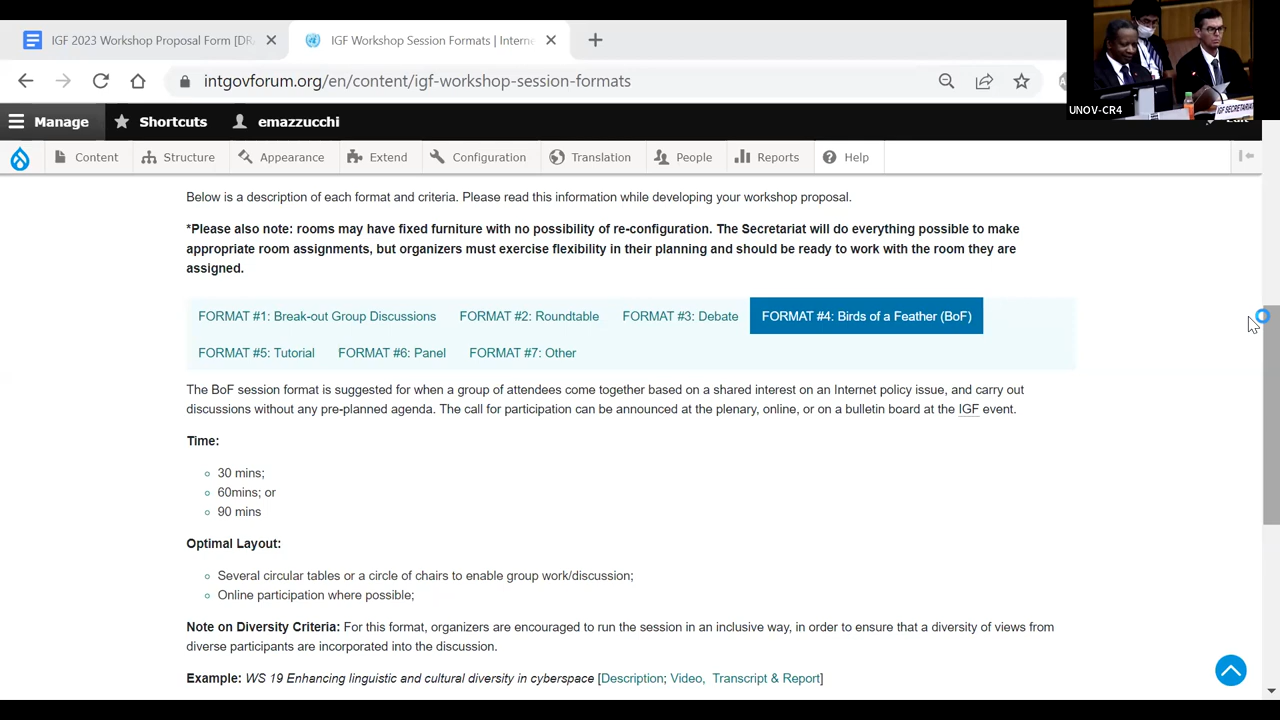 IGF 2023 Workshop Proposal Form [DR
IGF Workshop Session Formats | Interne
intgovforum.org/en/content/igf-workshop-session-formats
UNOV-CR4
IGF SECRETARIAT
Manage Shortcuts emazzucchi Edit
Content Structure Appearance Extend Configuration Translation People Reports Help
Below is a description of each format and criteria. Please read this information while developing your workshop proposal.
*Please also note: rooms may have fixed furniture with no possibility of re-configuration. The Secretariat will do everything possible to make
appropriate room assignments, but organizers must exercise flexibility in their planning and should be ready to work with the room they are
assigned.
FORMAT #1: Break-out Group Discussions FORMAT #2: Roundtable FORMAT #3: Debate FORMAT #4: Birds of a Feather (BoF)
FORMAT #5: Tutorial FORMAT #6: Panel FORMAT #7: Other
The BoF session format is suggested for when a group of attendees come together based on a shared interest on an Internet policy issue, and carry out
discussions without any pre-planned agenda. The call for participation can be announced at the plenary, online, or on a bulletin board at the IGF event.
Time:
30 mins;
60mins; or
90 mins
Optimal Layout:
Several circular tables or a circle of chairs to enable group work/discussion;
Online participation where possible;
Note on Diversity Criteria: For this format, organizers are encouraged to run the session in an inclusive way, in order to ensure that a diversity of views from
diverse participants are incorporated into the discussion.
Example: WS 19 Enhancing linguistic and cultural diversity in cyberspace [Description; Video, Transcript & Report]